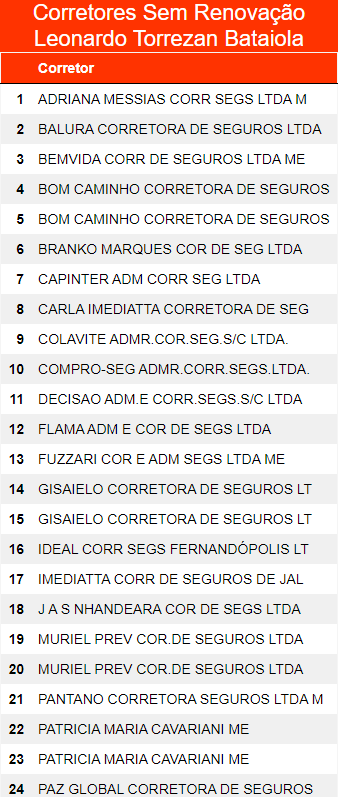 Corretores Sem Renovação
Leonardo Torrezan Bataiola
Corretor
1 ADRIANA MESSIAS CORR SEGS LTDA M
2 BALURA CORRETORA DE SEGUROS LTDA
3 BEMVIDA CORR DE SEGUROS LTDA ME
4 BOM CAMINHO CORRETORA DE SEGUROS
5 BOM CAMINHO CORRETORA DE SEGUROS
6 BRANKO MARQUES COR DE SEG LTDA
7 CAPINTER ADM CORR SEG LTDA
8 CARLA IMEDIATTA CORRETORA DE SEG
9 COLAVITE ADMR.COR.SEG.S/C LTDA.
10 COMPRO-SEG ADMR.CORR.SEGS.LTDA.
11 DECISAO ADM.E CORR.SEGS.S/C LTDA
12 FLAMA ADM E COR DE SEGS LTDA
13 FUZZARI COR E ADM SEGS LTDA ME
14 GISAIELO CORRETORA DE SEGUROS LT
15 GISAIELO CORRETORA DE SEGUROS LT
16 IDEAL CORR SEGS FERNANDÓPOLIS LT
17 IMEDIATTA CORR DE SEGUROS DE JAL
18 J A S NHANDEARA COR DE SEGS LTDA
19 MURIEL PREV COR.DE SEGUROS LTDA
20 MURIEL PREV COR.DE SEGUROS LTDA
21 PANTANO CORRETORA SEGUROS LTDA M
22 PATRICIA MARIA CAVARIANI ME
23 PATRICIA MARIA CAVARIANI ME
24 PAZ GLOBAL CORRETORA DE SEGUROS